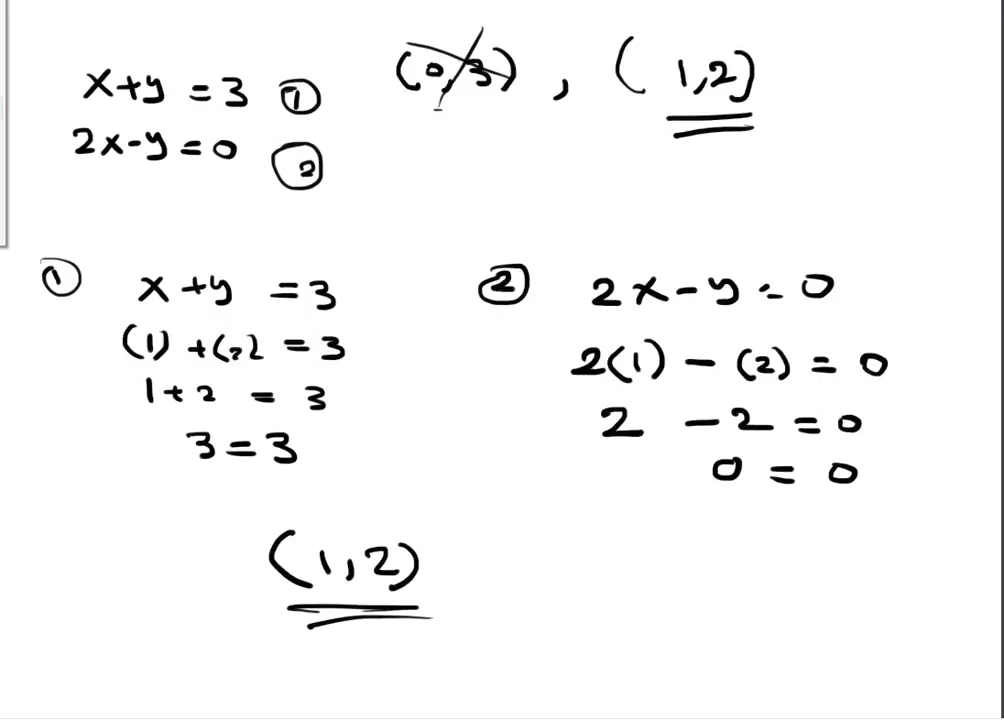 x+y =3 ①
2x-y=0 ②
(0,3) , (1,2)
① x+y =3
(1) +(2) =3
1+2 = 3
3=3
② 2x-y=0
2(1) - (2) = 0
2 -2=0
0 = 0
(1,2)